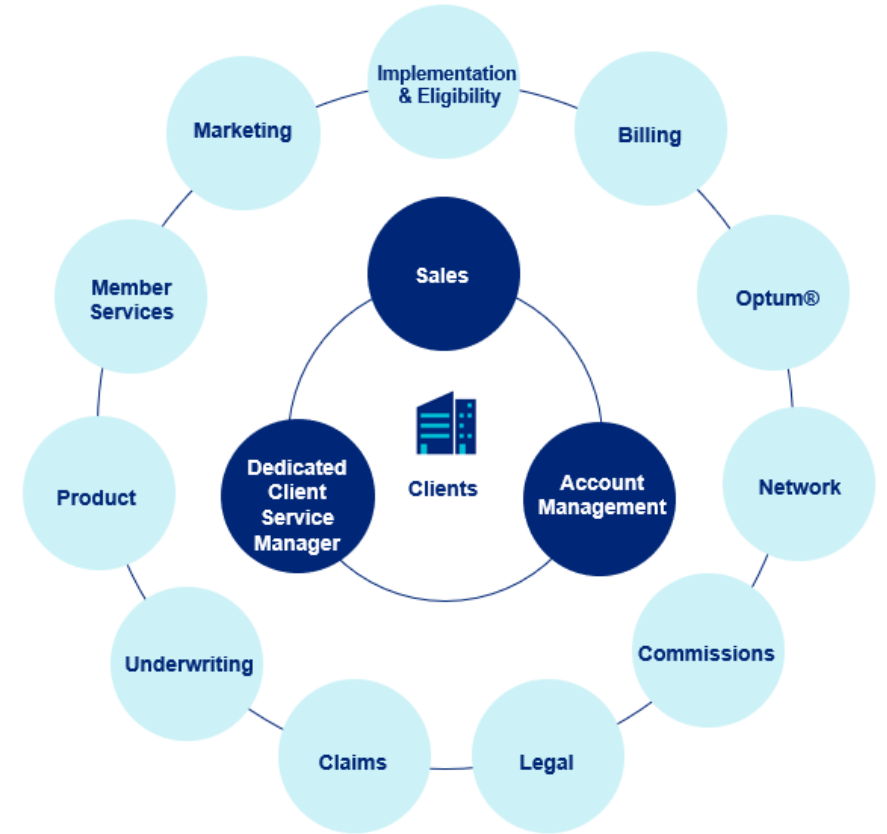 Implementation
& Eligibility
Marketing
Billing
Sales
Member
Services
Optum®
Dedicated
Client
Service
Manager
Clients
Account
Management
Product
Network
Underwriting
Commissions
Claims
Legal